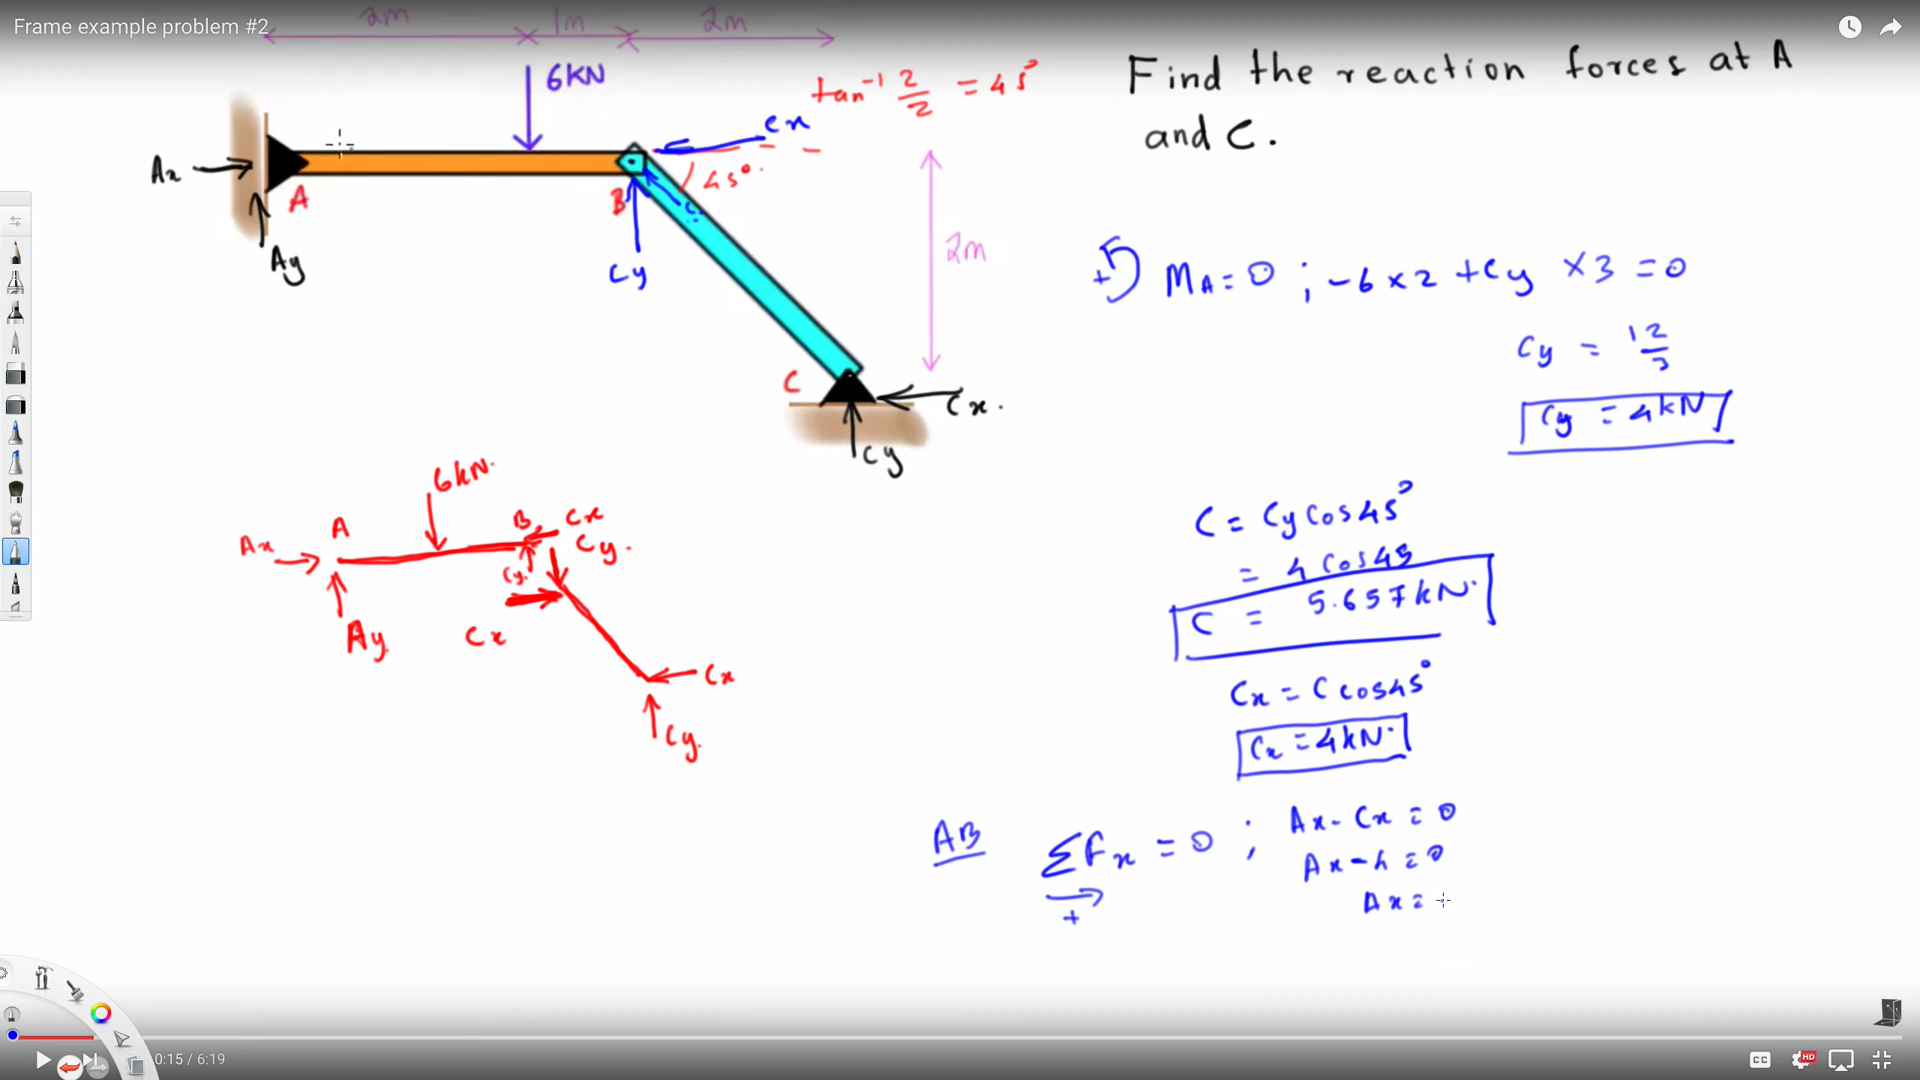 Frame example problem #2
2m 1m 2m
6KN
tan⁻¹ 2/2 = 45°
Cx
Find the reaction forces at A
and C.
Ax
A
B
C
45°
Ay
Cy
2m
+ MA = 0 ; -6 × 2 + Cy × 3 = 0
Cy = 12/3
Cy = 4kN
C
Cx.
Cy
6kN.
A
B
Cx
Ax
Cy.
Cy.
Ay
Cx
Cx
Cy.
C = Cy cos45°
= 4 cos45
C = 5.657kN.
Cx = C cos45°
Cx = 4kN.
AB
ΣFx = 0 ; Ax - Cx = 0
+
Ax - 4 = 0
Ax =
0:15 / 6:19
CC
HD